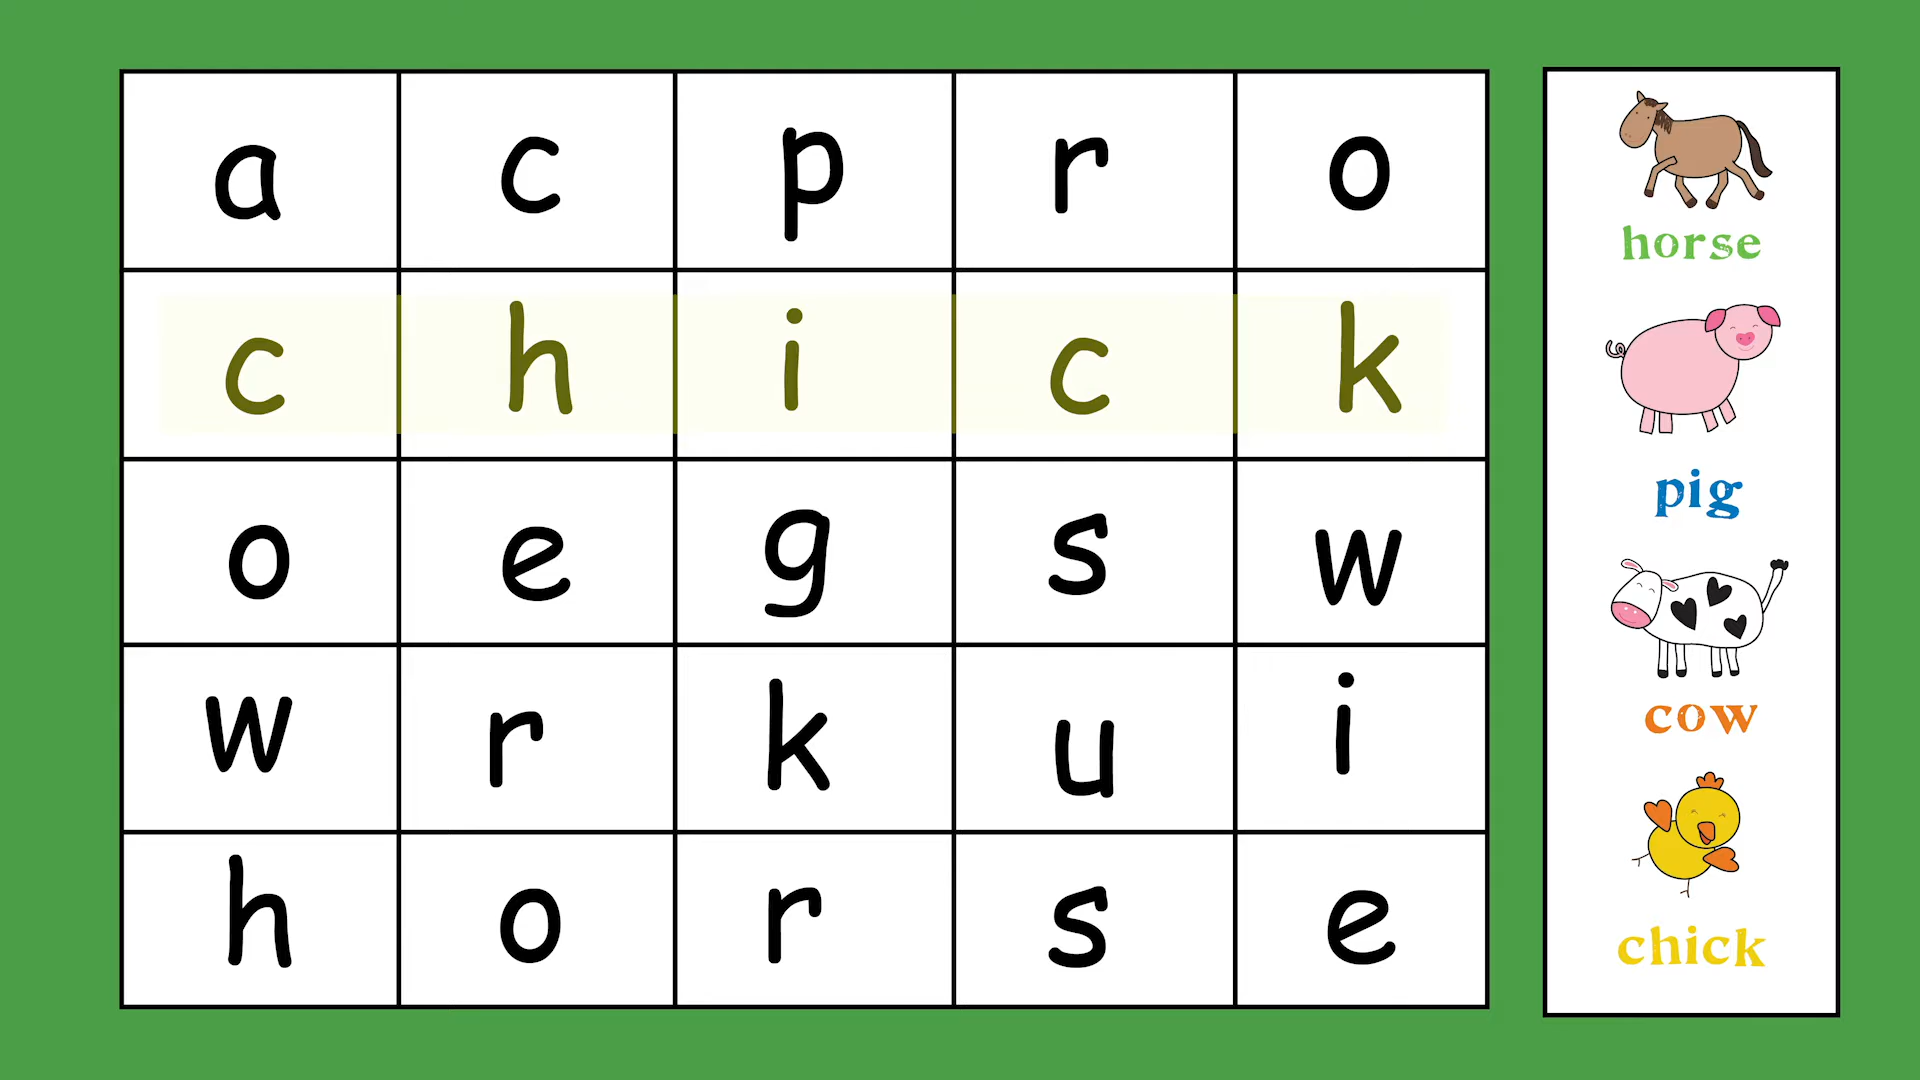 a c p r o
c h i c k
o e g s w
w r k u i
h o r s e
horse
pig
cow
chick